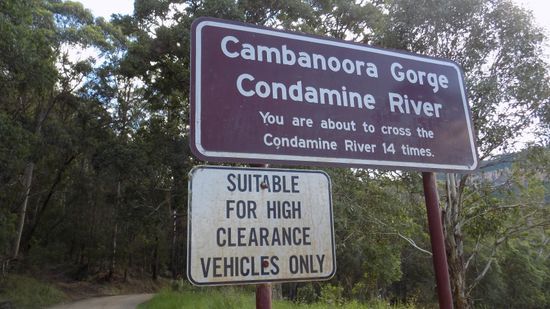 Cambanoora Gorge
Condamine River
You are about to cross the
Condamine River 14 times.
SUITABLE
FOR HIGH
CLEARANCE
VEHICLES ONLY